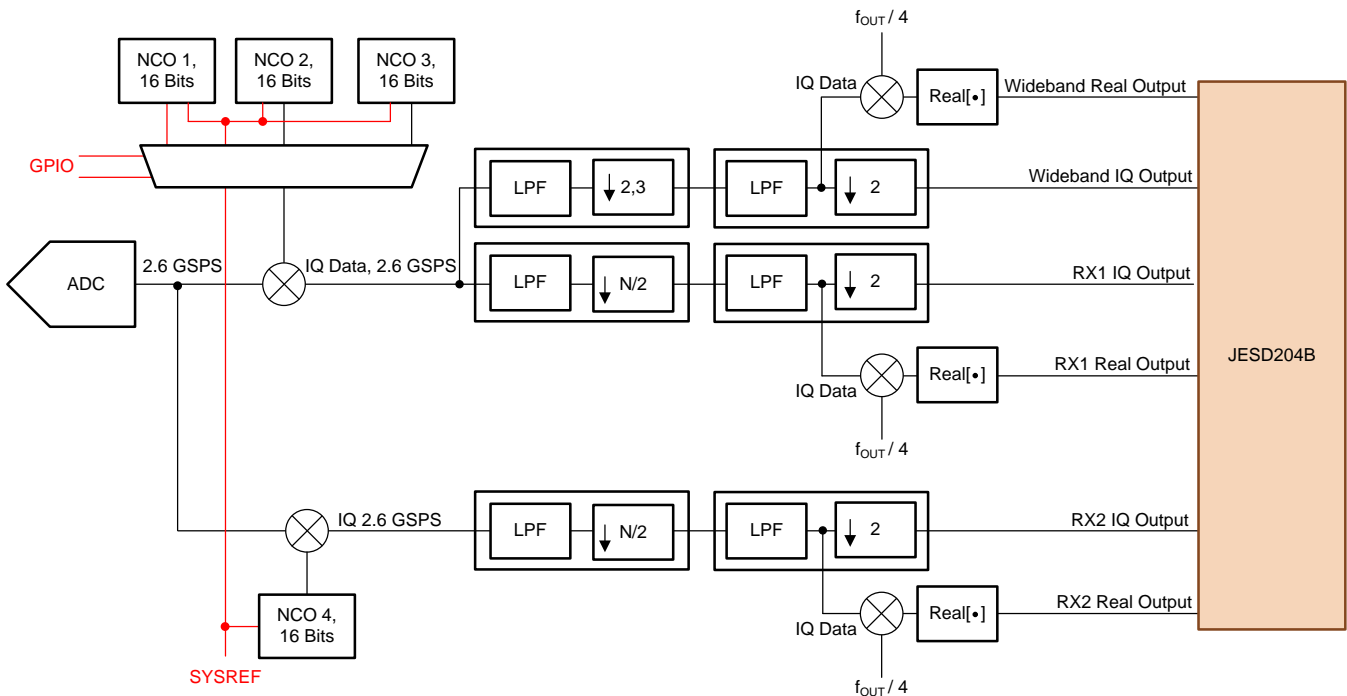 f_OUT / 4
NCO 1,
16 Bits
NCO 2,
16 Bits
NCO 3,
16 Bits
IQ Data
Real[•]
Wideband Real Output
GPIO
LPF
↓ 2,3
LPF
↓ 2
Wideband IQ Output
ADC
2.6 GSPS
IQ Data, 2.6 GSPS
LPF
↓ N/2
LPF
↓ 2
RX1 IQ Output
JESD204B
IQ Data
Real[•]
RX1 Real Output
f_OUT / 4
IQ 2.6 GSPS
LPF
↓ N/2
LPF
↓ 2
RX2 IQ Output
NCO 4,
16 Bits
IQ Data
Real[•]
RX2 Real Output
SYSREF
f_OUT / 4